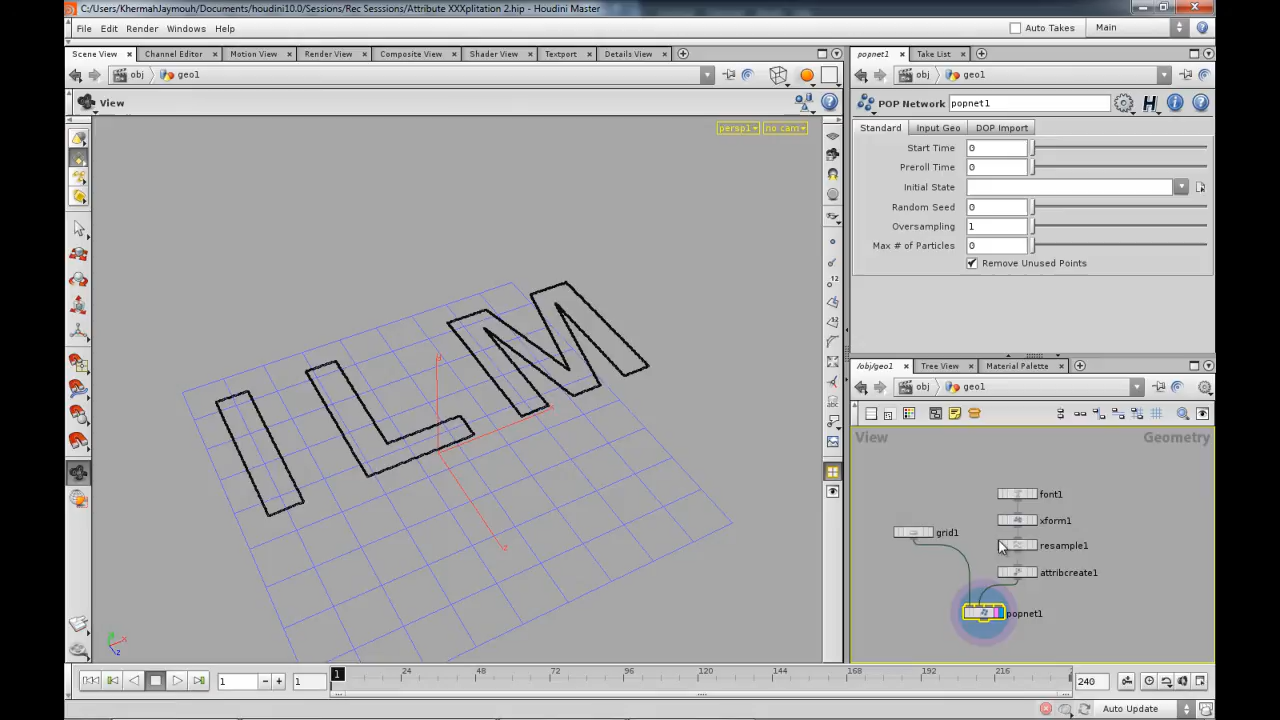 C:/Users/KhermahJaymouh/Documents/houdini10.0/Sessions/Rec Sesssions/Attribute XXXplitation 2.hip - Houdini Master
File Edit Render Windows Help
Auto Takes
Main
Scene View Channel Editor Motion View Render View Composite View Shader View Textport Details View
obj geo1
View
persp1 no cam
ILM
popnet1 Take List
obj geo1
POP Network popnet1
Standard Input Geo DOP Import
Start Time 0
Preroll Time 0
Initial State
Random Seed 0
Oversampling 1
Max # of Particles 0
Remove Unused Points
/obj/geo1 Tree View Material Palette
obj geo1
View Geometry
font1
xform1
grid1
resample1
attribcreate1
popnet1
1 1 1 24 48 72 96 120 144 168 192 216 240
Auto Update